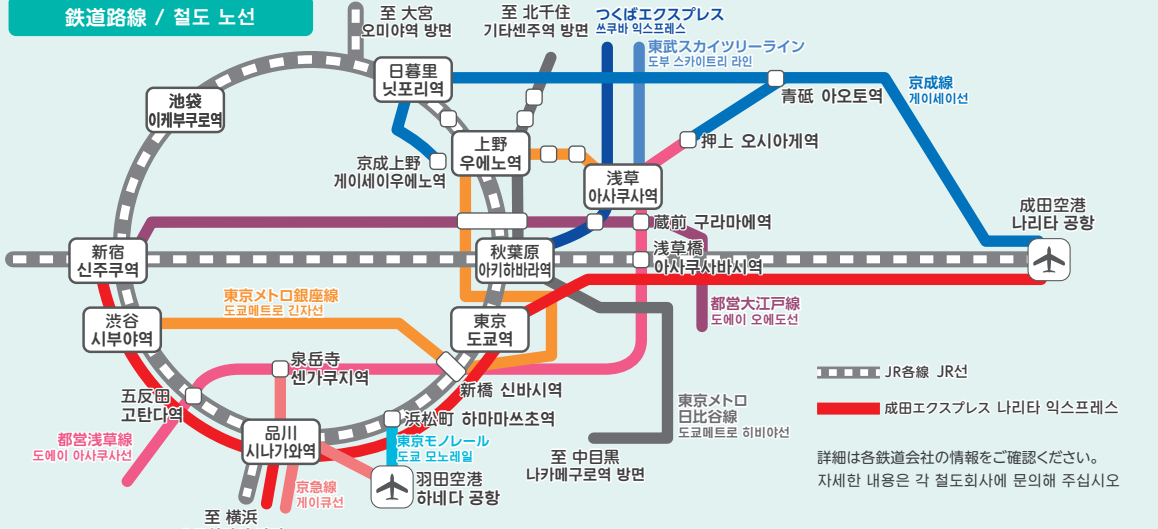 鉄道路線 / 철도 노선
至 大宮
오미야역 방면
至 北千住
기타센주역 방면
つくばエクスプレス
쓰쿠바 익스프레스
東武スカイツリーライン
도부 스카이트리 라인
日暮里
닛포리역
京成線
게이세이선
青砥 아오토역
池袋
이케부쿠로역
上野
우에노역
押上 오시아게역
京成上野
게이세이우에노역
浅草
아사쿠사역
成田空港
나리타 공항
蔵前 구라마에역
新宿
신주쿠역
秋葉原
아키하바라역
浅草橋
아사쿠사바시역
東京メトロ銀座線
도쿄메트로 긴자선
都営大江戸線
도에이 오에도선
渋谷
시부야역
東京
도쿄역
泉岳寺
센가쿠지역
JR各線 JR선
五反田
고탄다역
新橋 신바시역
東京メトロ
日比谷線
도쿄메트로 히비야선
成田エクスプレス 나리타 익스프레스
浜松町 하마마쓰초역
都営浅草線
도에이 아사쿠사선
品川
시나가와역
東京モノレール
도쿄 모노레일
至 中目黒
나카메구로역 방면
詳細は各鉄道会社の情報をご確認ください。
자세한 내용은 각 철도회사에 문의해 주십시오
羽田空港
하네다 공항
京急線
게이큐선
至 横浜